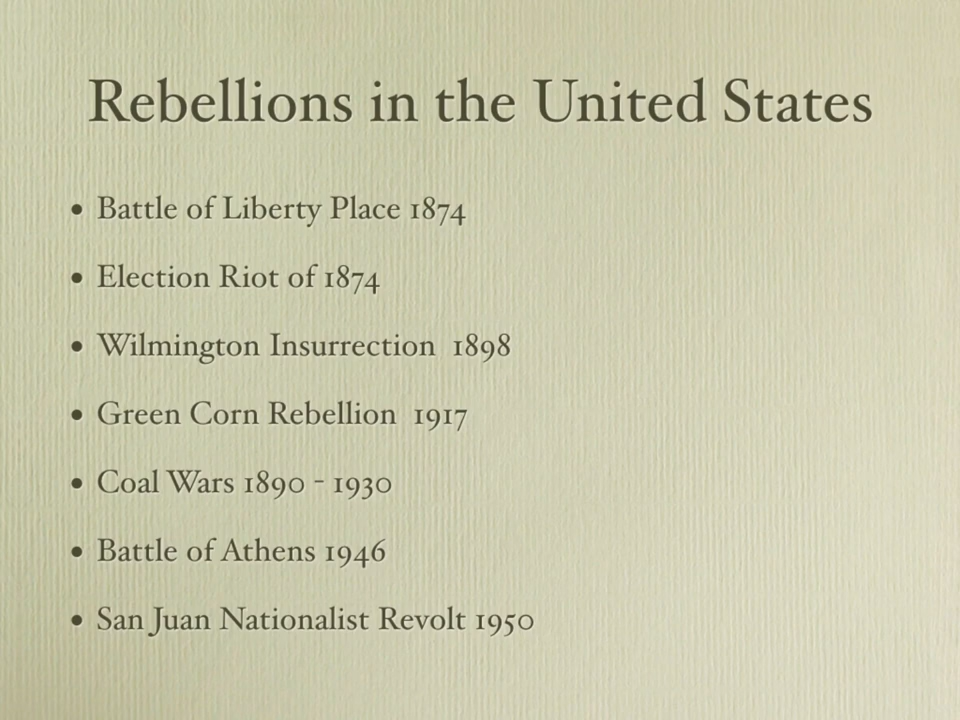 Rebellions in the United States
• Battle of Liberty Place 1874
• Election Riot of 1874
• Wilmington Insurrection 1898
• Green Corn Rebellion 1917
• Coal Wars 1890 - 1930
• Battle of Athens 1946
• San Juan Nationalist Revolt 1950